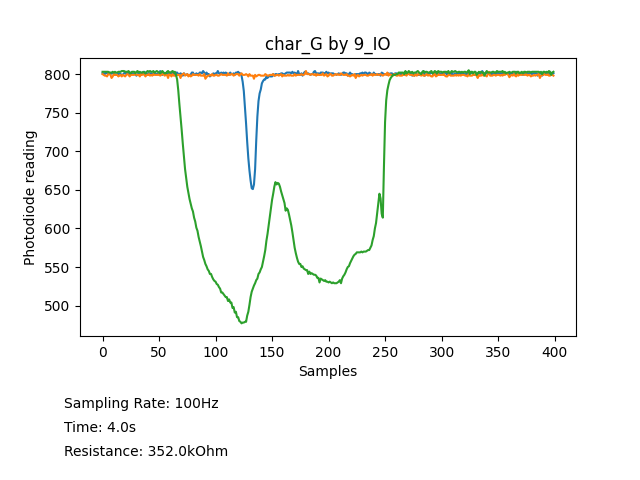 char_G by 9_IO
800
750
700
650
600
550
500
Photodiode reading
0 50 100 150 200 250 300 350 400
Samples
Sampling Rate: 100Hz
Time: 4.0s
Resistance: 352.0kOhm